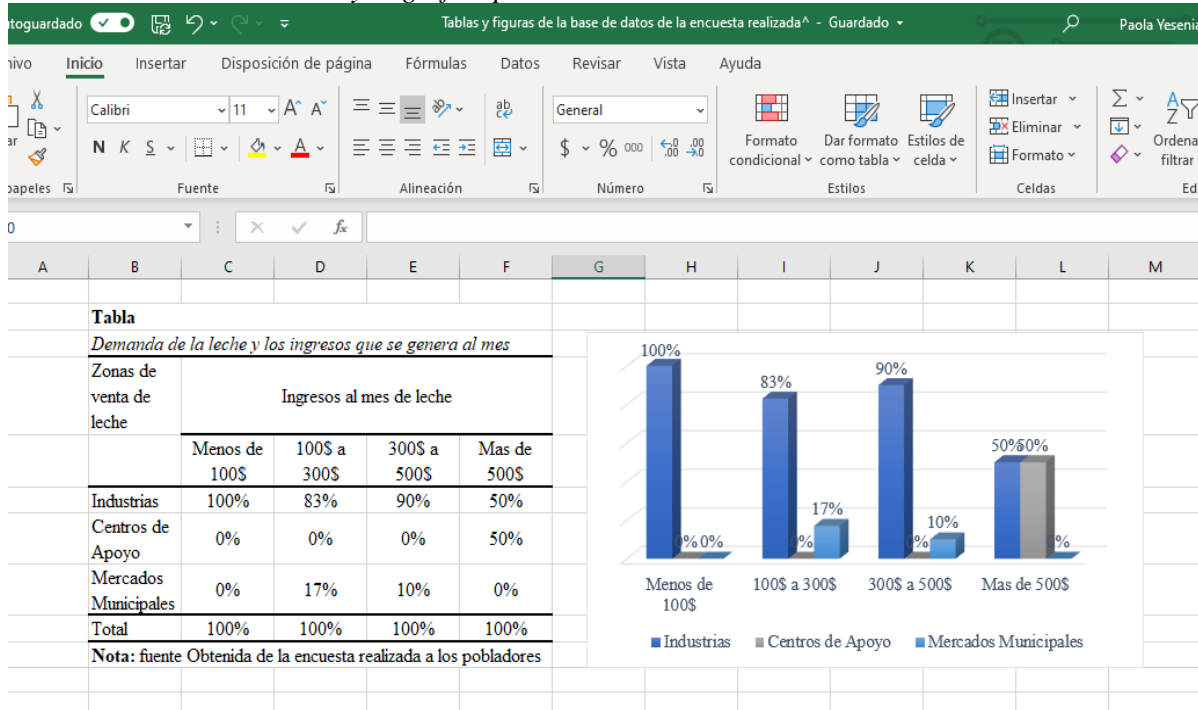 Autoguardado Tablas y figuras de la base de datos de la encuesta realizada^ - Guardado Paola Yesenia
Inicio Insertar Disposición de página Fórmulas Datos Revisar Vista Ayuda
Calibri 11 A^ A˅ ab General Insertar Σ A Z
N K S A $ % 000 Formato condicional Dar formato como tabla Estilos de celda Eliminar Formato Ordenar filtrar
Fuente Alineación Número Estilos Celdas Ed
fx
A B C D E F G H I J K L M
Tabla
Demanda de la leche y los ingresos que se genera al mes
Zonas de
venta de
leche
Ingresos al mes de leche
Menos de 100$ 100$ a 300$ 300$ a 500$ Mas de 500$
Industrias 100% 83% 90% 50%
Centros de Apoyo 0% 0% 0% 50%
Mercados Municipales 0% 17% 10% 0%
Total 100% 100% 100% 100%
Nota: fuente Obtenida de la encuesta realizada a los pobladores
100% 83% 90% 50% 50%
17% 10%
0% 0% 0% 0% 0%
Menos de 100$ 100$ a 300$ 300$ a 500$ Mas de 500$
Industrias Centros de Apoyo Mercados Municipales